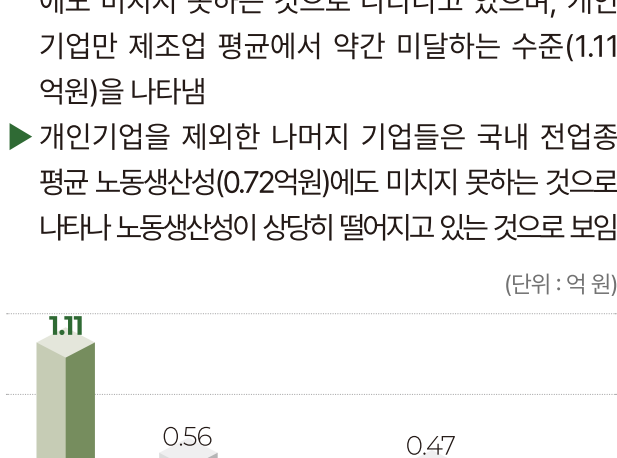 기업만 제조업 평균에서 약간 미달하는 수준(1.11
억원)을 나타냄
▶ 개인기업을 제외한 나머지 기업들은 국내 전업종
평균 노동생산성(0.72억원)에도 미치지 못하는 것으로
나타나 노동생산성이 상당히 떨어지고 있는 것으로 보임
(단위 : 억 원)
1.11
0.56
0.47